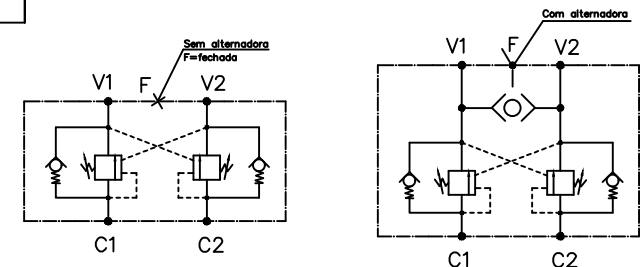 Sem alternadora
F=fechada
V1
F
V2
C1
C2
Com alternadora
V1
F
V2
C1
C2